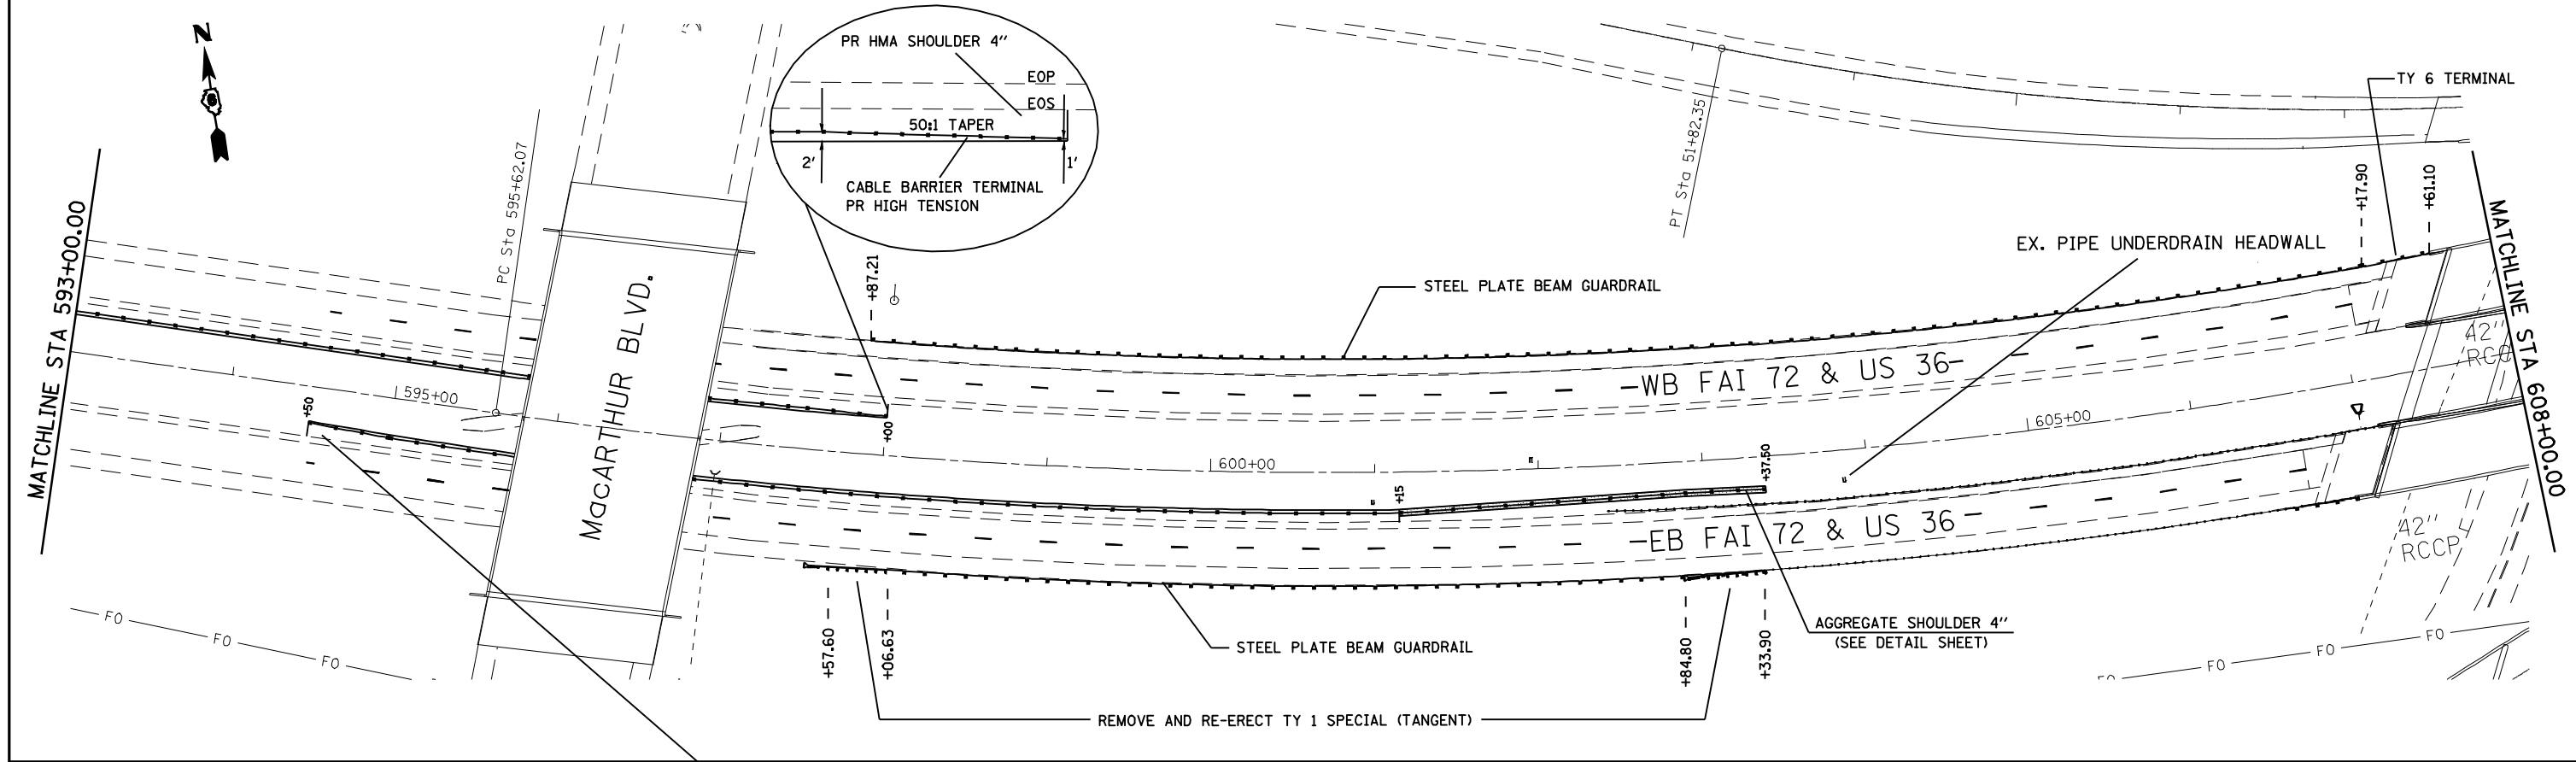 N
PR HMA SHOULDER 4"
EOP
EOS
50:1 TAPER
2'
1'
CABLE BARRIER TERMINAL
PR HIGH TENSION
TY 6 TERMINAL
PT Sta 51+82.35
PC Sta 595+62.07
+17.90
+61.10
MATCHLINE STA 593+00.00
MATCHLINE STA 608+00.00
EX. PIPE UNDERDRAIN HEADWALL
+87.21
STEEL PLATE BEAM GUARDRAIL
MacARTHUR BLVD.
42"
RCC
WB FAI 72 & US 36
595+00
+50
+00
605+00
600+00
+37.50
+15
EB FAI 72 & US 36
42"
RCCP
FO
FO
FO
+57.60
+06.63
STEEL PLATE BEAM GUARDRAIL
+84.80
+33.90
AGGREGATE SHOULDER 4"
(SEE DETAIL SHEET)
FO
FO
FO
REMOVE AND RE-ERECT TY 1 SPECIAL (TANGENT)